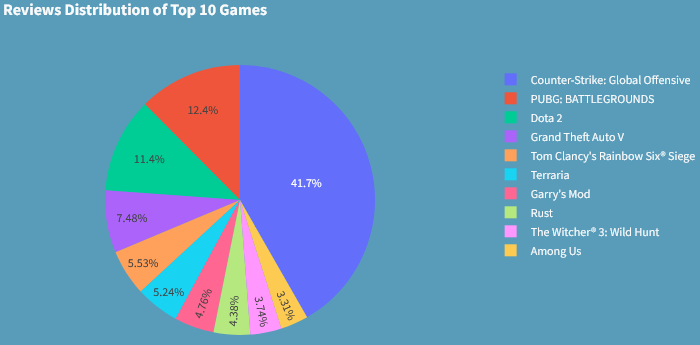 Reviews Distribution of Top 10 Games
41.7%
12.4%
11.4%
7.48%
5.53%
5.24%
4.76%
4.38%
3.74%
3.31%
Counter-Strike: Global Offensive
PUBG: BATTLEGROUNDS
Dota 2
Grand Theft Auto V
Tom Clancy's Rainbow Six® Siege
Terraria
Garry's Mod
Rust
The Witcher® 3: Wild Hunt
Among Us